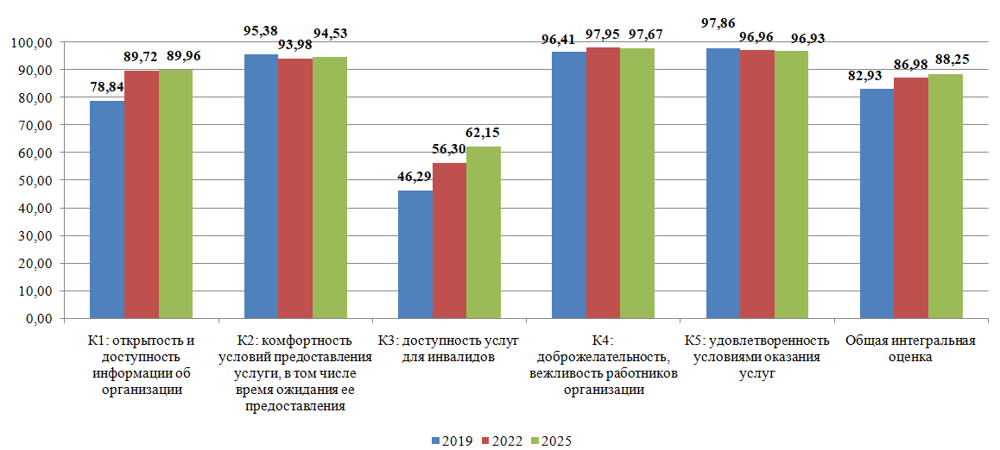 100,00
90,00
80,00
70,00
60,00
50,00
40,00
30,00
20,00
10,00
0,00
78,84
89,72
89,96
95,38
93,98
94,53
46,29
56,30
62,15
96,41
97,95
97,67
97,86
96,96
96,93
82,93
86,98
88,25
К1: открытость и
доступность
информации об
организации
К2: комфортность
условий предоставления
услуги, в том числе
время ожидания ее
предоставления
К3: доступность услуг
для инвалидов
К4:
доброжелательность,
вежливость работников
организации
К5: удовлетворенность
условиями оказания
услуг
Общая интегральная
оценка
2019
2022
2025